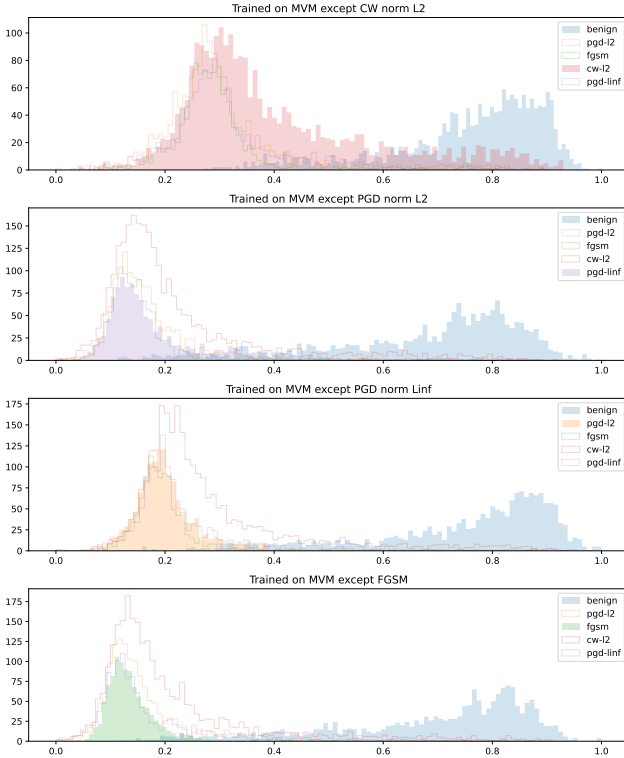 Trained on MVM except CW norm L2
100
80
60
40
20
0
0.0 0.2 0.4 0.6 0.8 1.0
benign
pgd-l2
fgsm
cw-l2
pgd-linf
Trained on MVM except PGD norm L2
150
125
100
75
50
25
0
0.0 0.2 0.4 0.6 0.8 1.0
benign
pgd-l2
fgsm
cw-l2
pgd-linf
Trained on MVM except PGD norm Linf
175
150
125
100
75
50
25
0
0.0 0.2 0.4 0.6 0.8 1.0
benign
pgd-l2
fgsm
cw-l2
pgd-linf
Trained on MVM except FGSM
175
150
125
100
75
50
25
0
0.0 0.2 0.4 0.6 0.8 1.0
benign
pgd-l2
fgsm
cw-l2
pgd-linf